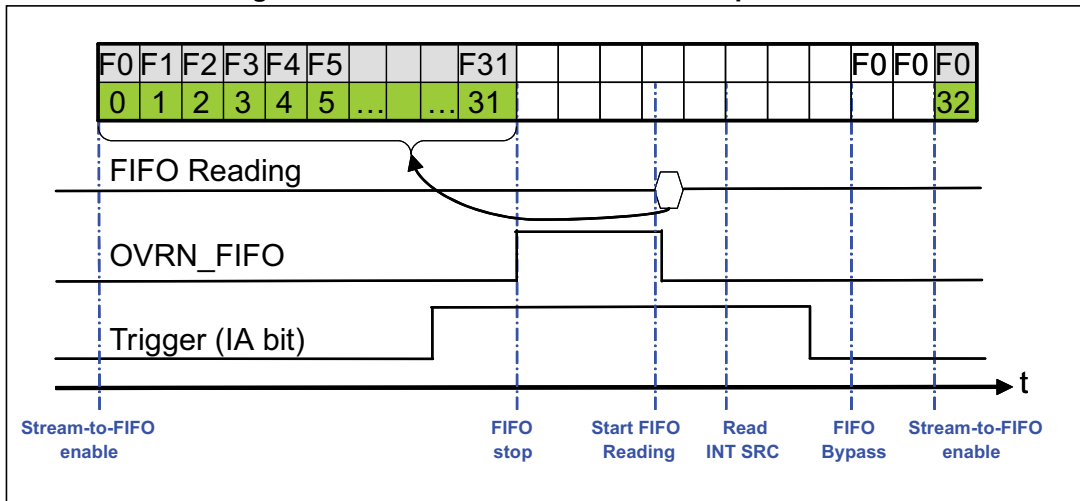 F0 F1 F2 F3 F4 F5 F31 F0 F0 F0
0 1 2 3 4 5 ... ... 31 32
FIFO Reading
OVRN_FIFO
Trigger (IA bit)
t
Stream-to-FIFO enable
FIFO stop
Start FIFO Reading
Read INT SRC
FIFO Bypass
Stream-to-FIFO enable